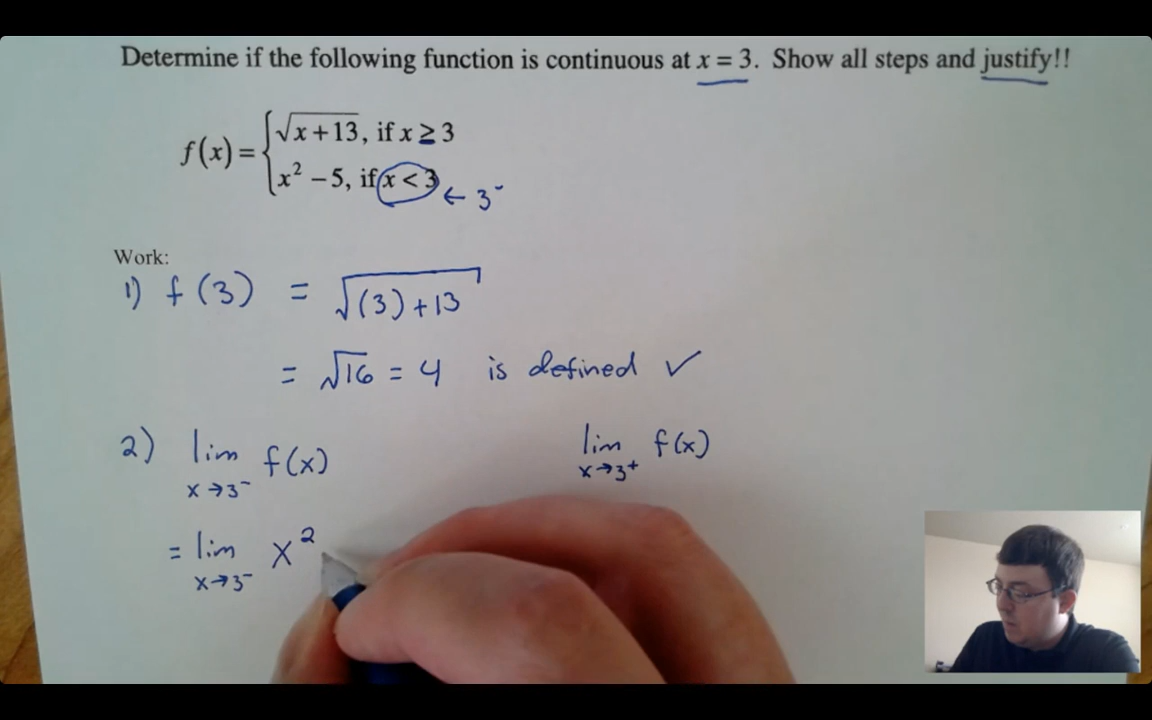 Determine if the following function is continuous at x = 3. Show all steps and justify!!
f(x) = { √x+13, if x ≥ 3
x² − 5, if x < 3 ← 3⁻
Work:
1) f(3) = √(3)+13
= √16 = 4 is defined ✓
2) lim x→3⁻ f(x) lim x→3⁺ f(x)
= lim x→3⁻ x²